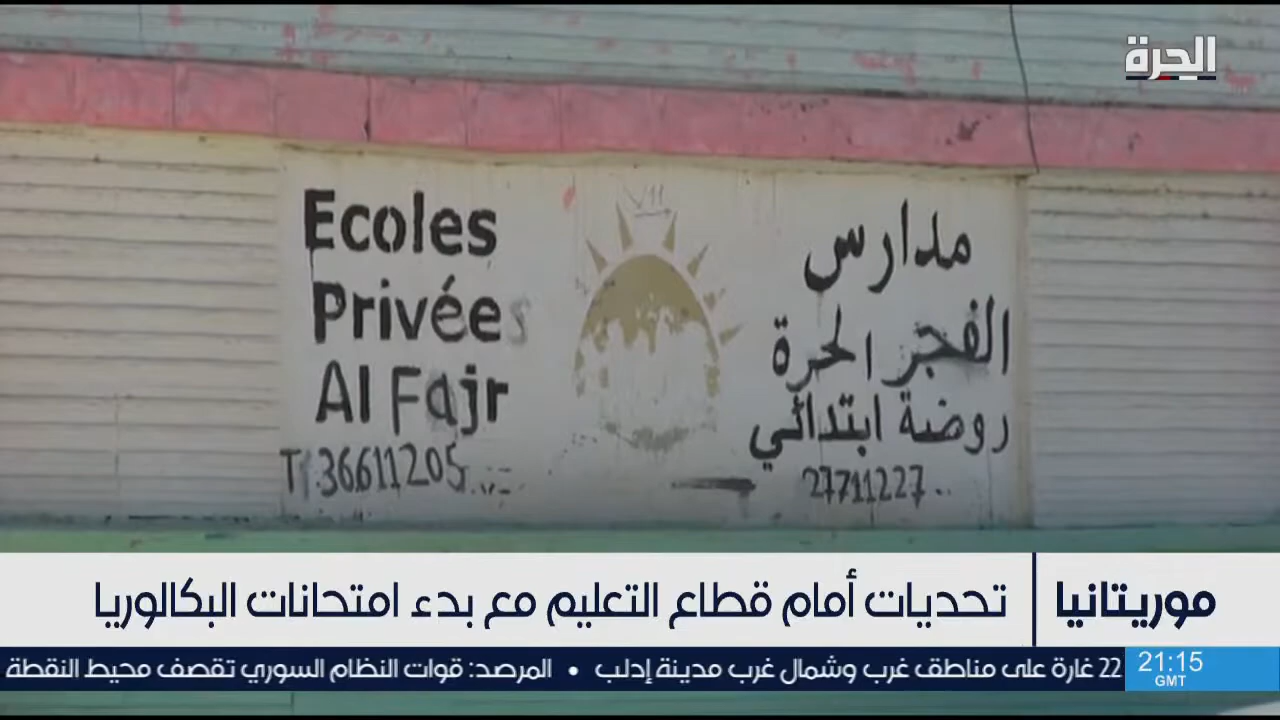 الحرة
Ecoles
Privées
Al Fajr
T 36611205
مدارس
الفجر الحرة
روضة ابتدائي
27711227
موريتانيا
تحديات أمام قطاع التعليم مع بدء امتحانات البكالوريا
22 غارة على مناطق غرب وشمال غرب مدينة إدلب • المرصد: قوات النظام السوري تقصف محيط النقطة
21:15
GMT